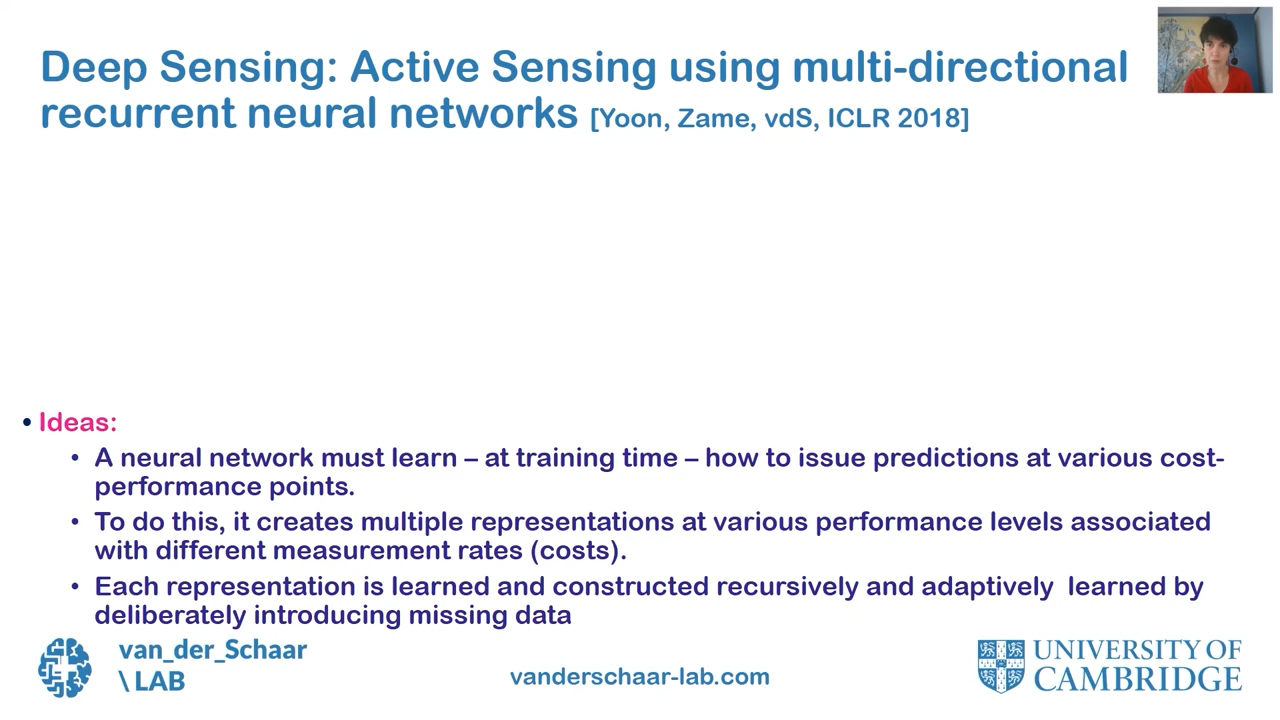 Deep Sensing: Active Sensing using multi-directional
recurrent neural networks [Yoon, Zame, vdS, ICLR 2018]
• Ideas:
• A neural network must learn – at training time – how to issue predictions at various cost-
performance points.
• To do this, it creates multiple representations at various performance levels associated
with different measurement rates (costs).
• Each representation is learned and constructed recursively and adaptively learned by
deliberately introducing missing data
van_der_Schaar
\ LAB
vanderschaar-lab.com
UNIVERSITY OF
CAMBRIDGE